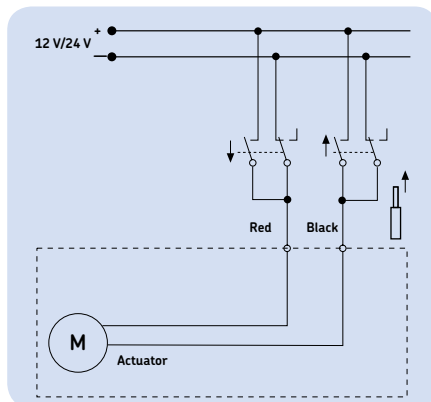 +
12 V/24 V
—
Red Black
M
Actuator